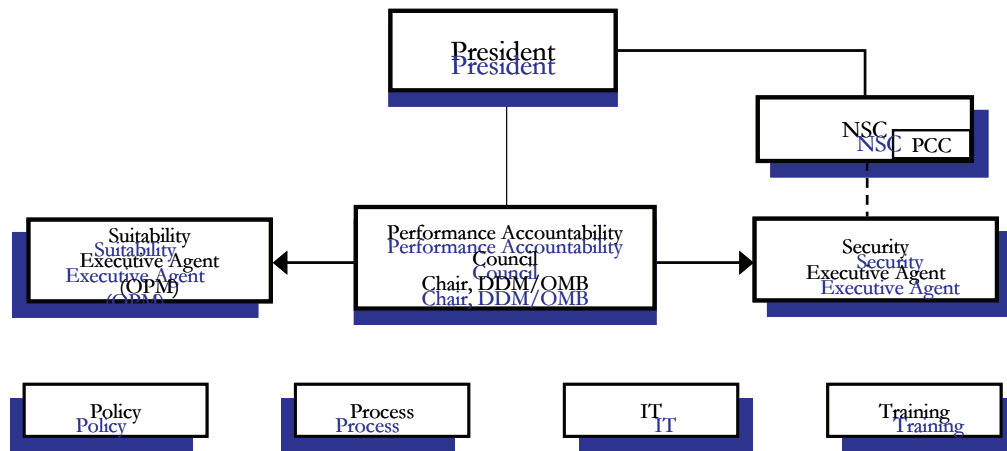 President
NSC
PCC
Suitability
Executive Agent
(OPM)
Performance Accountability
Council
Chair, DDM/OMB
Security
Executive Agent
Policy
Process
IT
Training